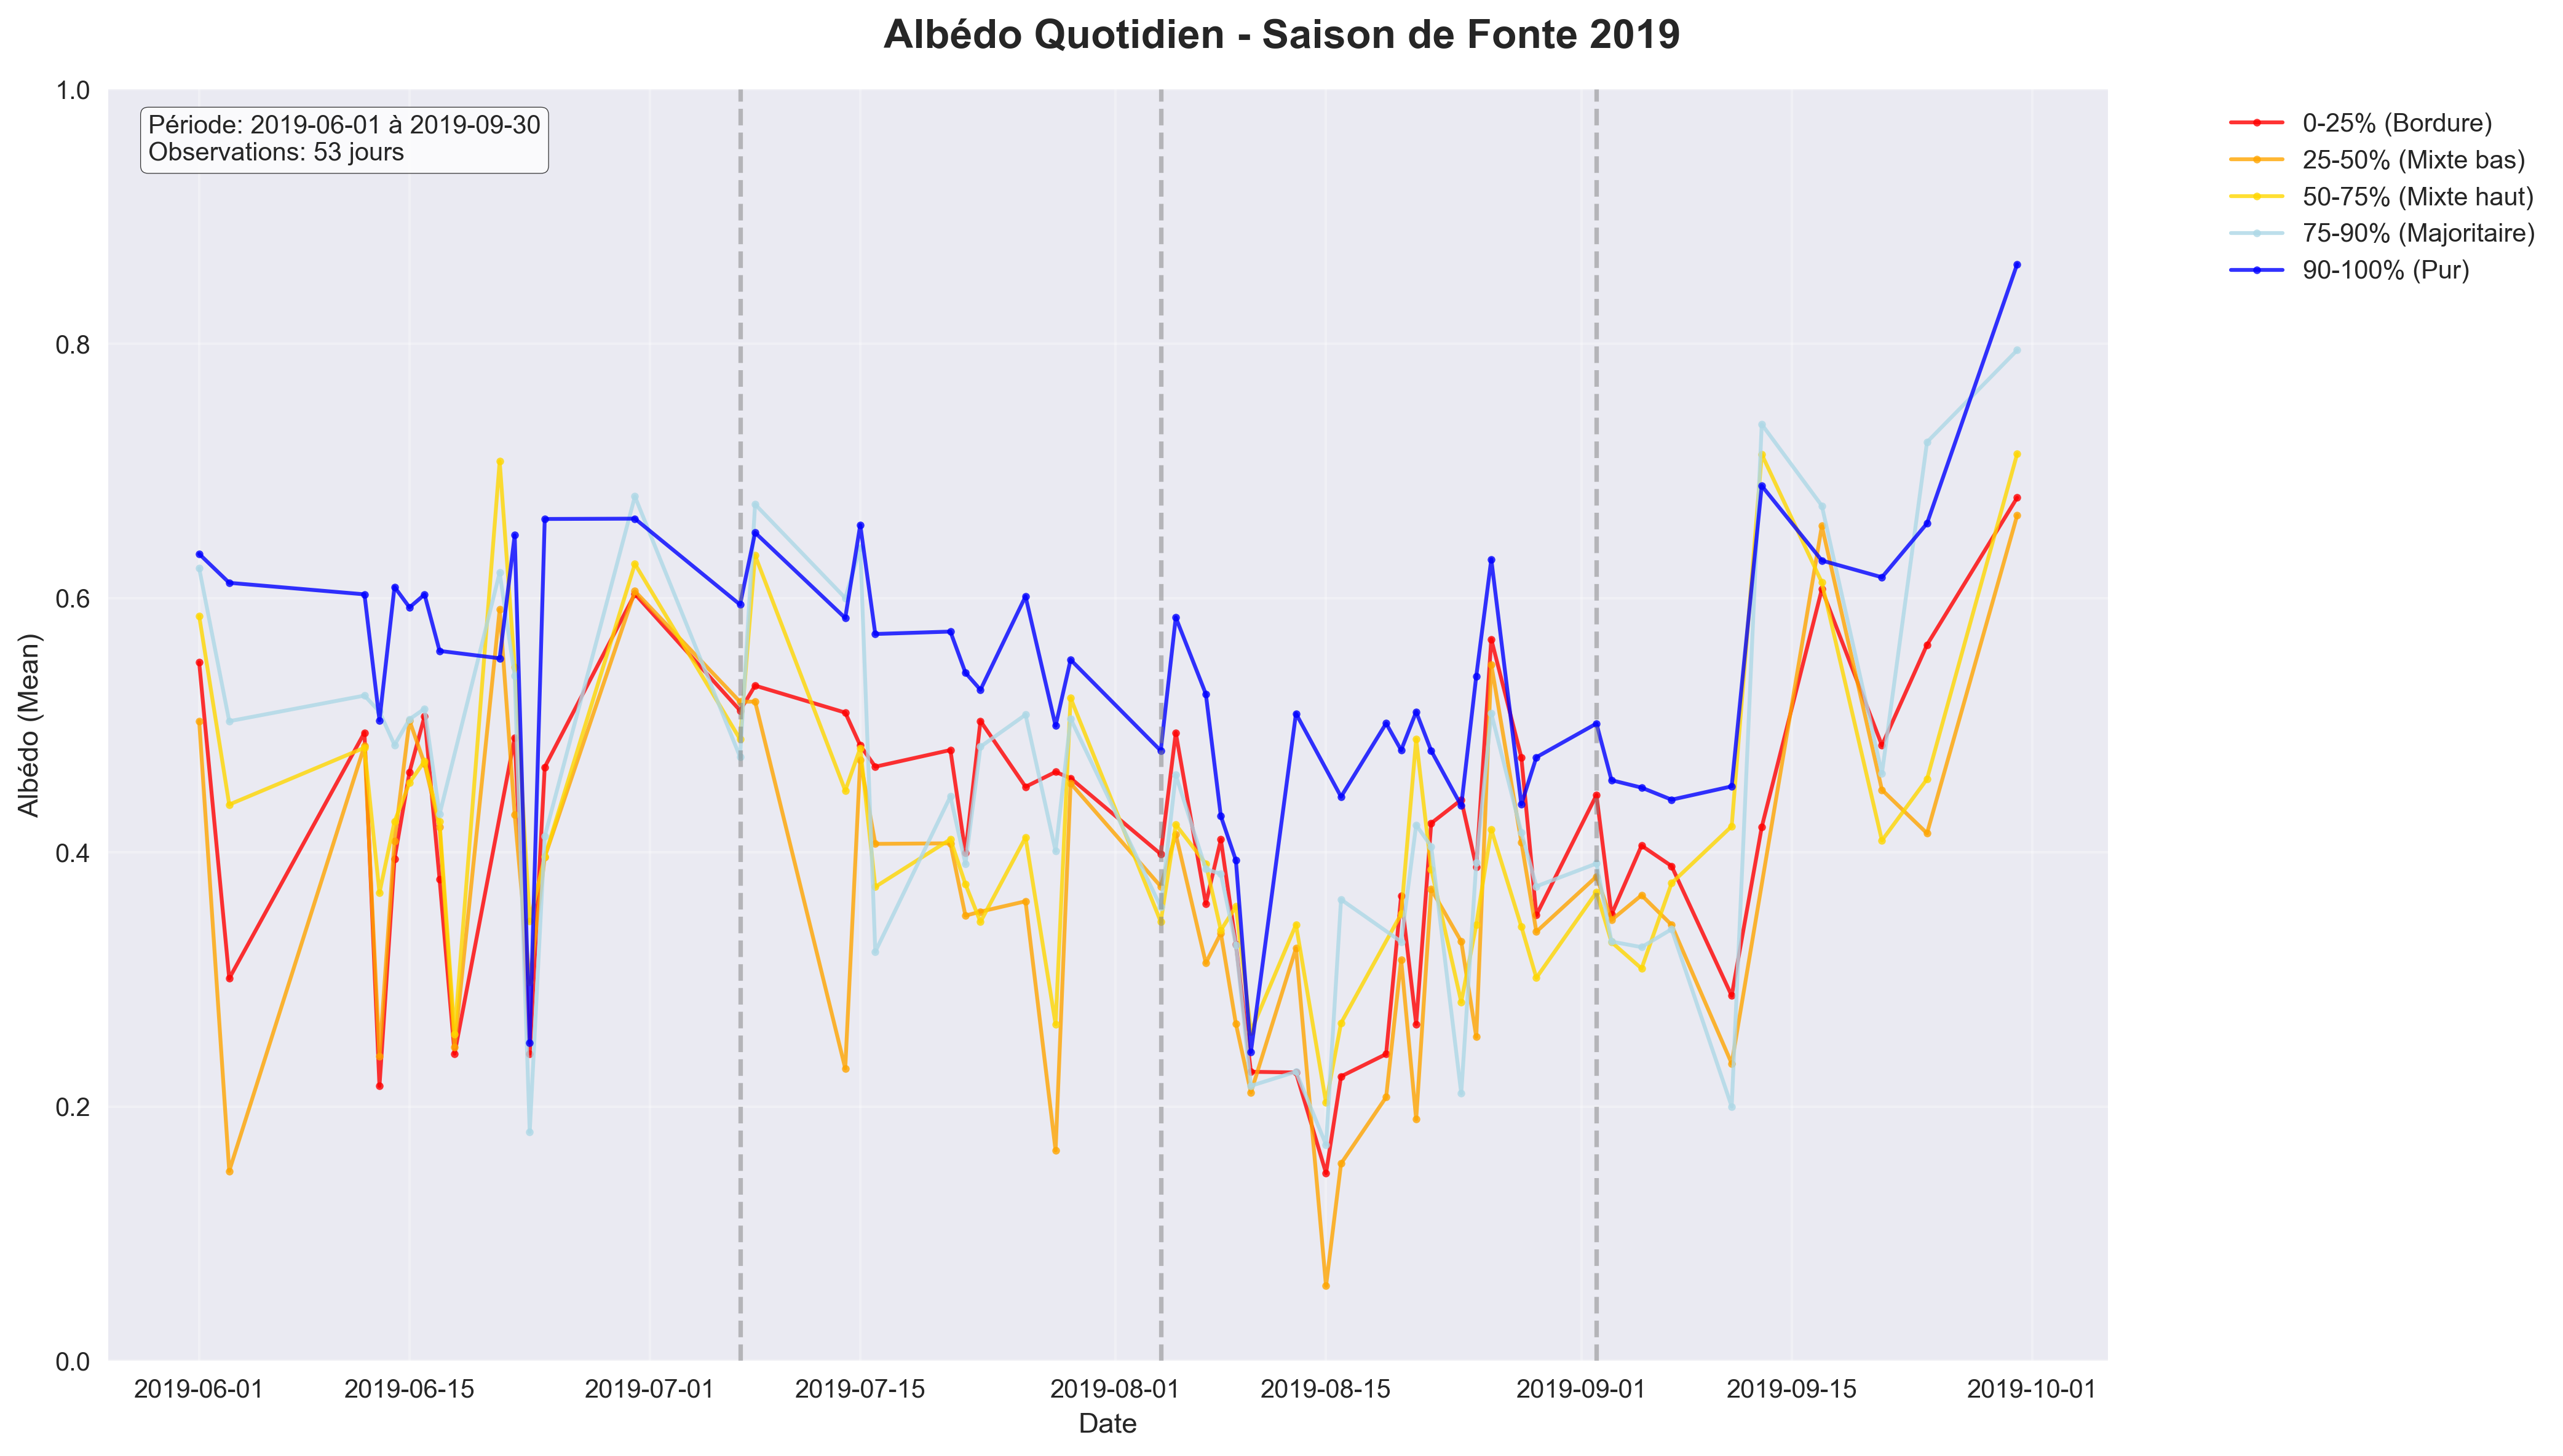 Albédo Quotidien - Saison de Fonte 2019
Période: 2019-06-01 à 2019-09-30
Observations: 53 jours
0-25% (Bordure)
25-50% (Mixte bas)
50-75% (Mixte haut)
75-90% (Majoritaire)
90-100% (Pur)
Albédo (Mean)
1.0
0.8
0.6
0.4
0.2
0.0
2019-06-01
2019-06-15
2019-07-01
2019-07-15
2019-08-01
2019-08-15
2019-09-01
2019-09-15
2019-10-01
Date